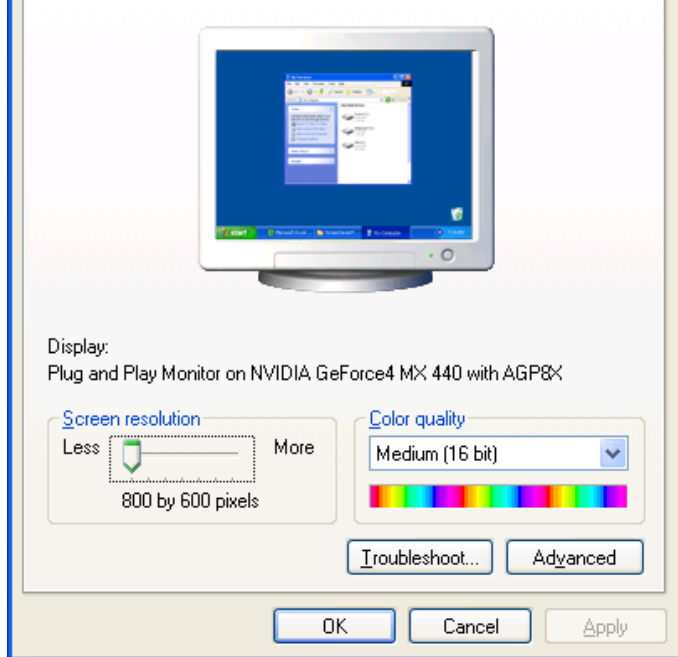 start
Display:
Plug and Play Monitor on NVIDIA GeForce4 MX 440 with AGP8X
Screen resolution
Less
More
800 by 600 pixels
Color quality
Medium (16 bit)
Troubleshoot...
Advanced
OK
Cancel
Apply